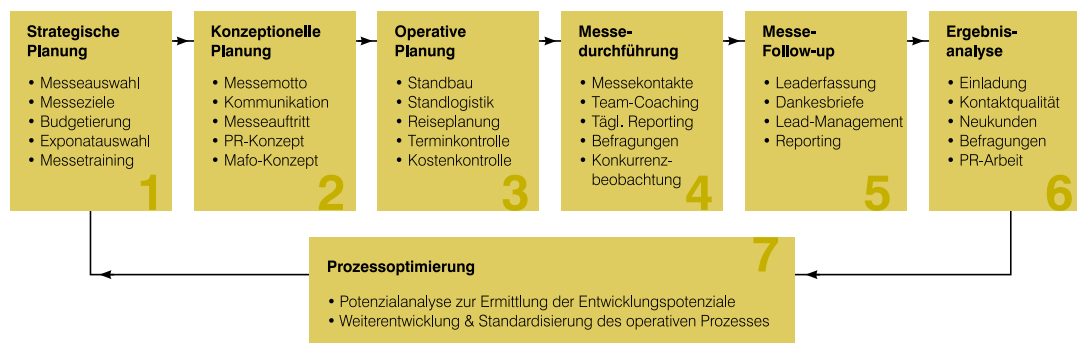 Strategische
Planung
• Messeauswahl
• Messeziele
• Budgetierung
• Exponatauswahl
• Messetraining
1
Konzeptionelle
Planung
• Messemotto
• Kommunikation
• Messeauftritt
• PR-Konzept
• Mafo-Konzept
2
Operative
Planung
• Standbau
• Standlogistik
• Reiseplanung
• Terminkontrolle
• Kostenkontrolle
3
Messe-
durchführung
• Messekontakte
• Team-Coaching
• Tägl. Reporting
• Befragungen
• Konkurrenz-
beobachtung
4
Messe-
Follow-up
• Leaderfassung
• Dankesbriefe
• Lead-Management
• Reporting
5
Ergebnis-
analyse
• Einladung
• Kontaktqualität
• Neukunden
• Befragungen
• PR-Arbeit
6
Prozessoptimierung
7
• Potenzialanalyse zur Ermittlung der Entwicklungspotenziale
• Weiterentwicklung & Standardisierung des operativen Prozesses